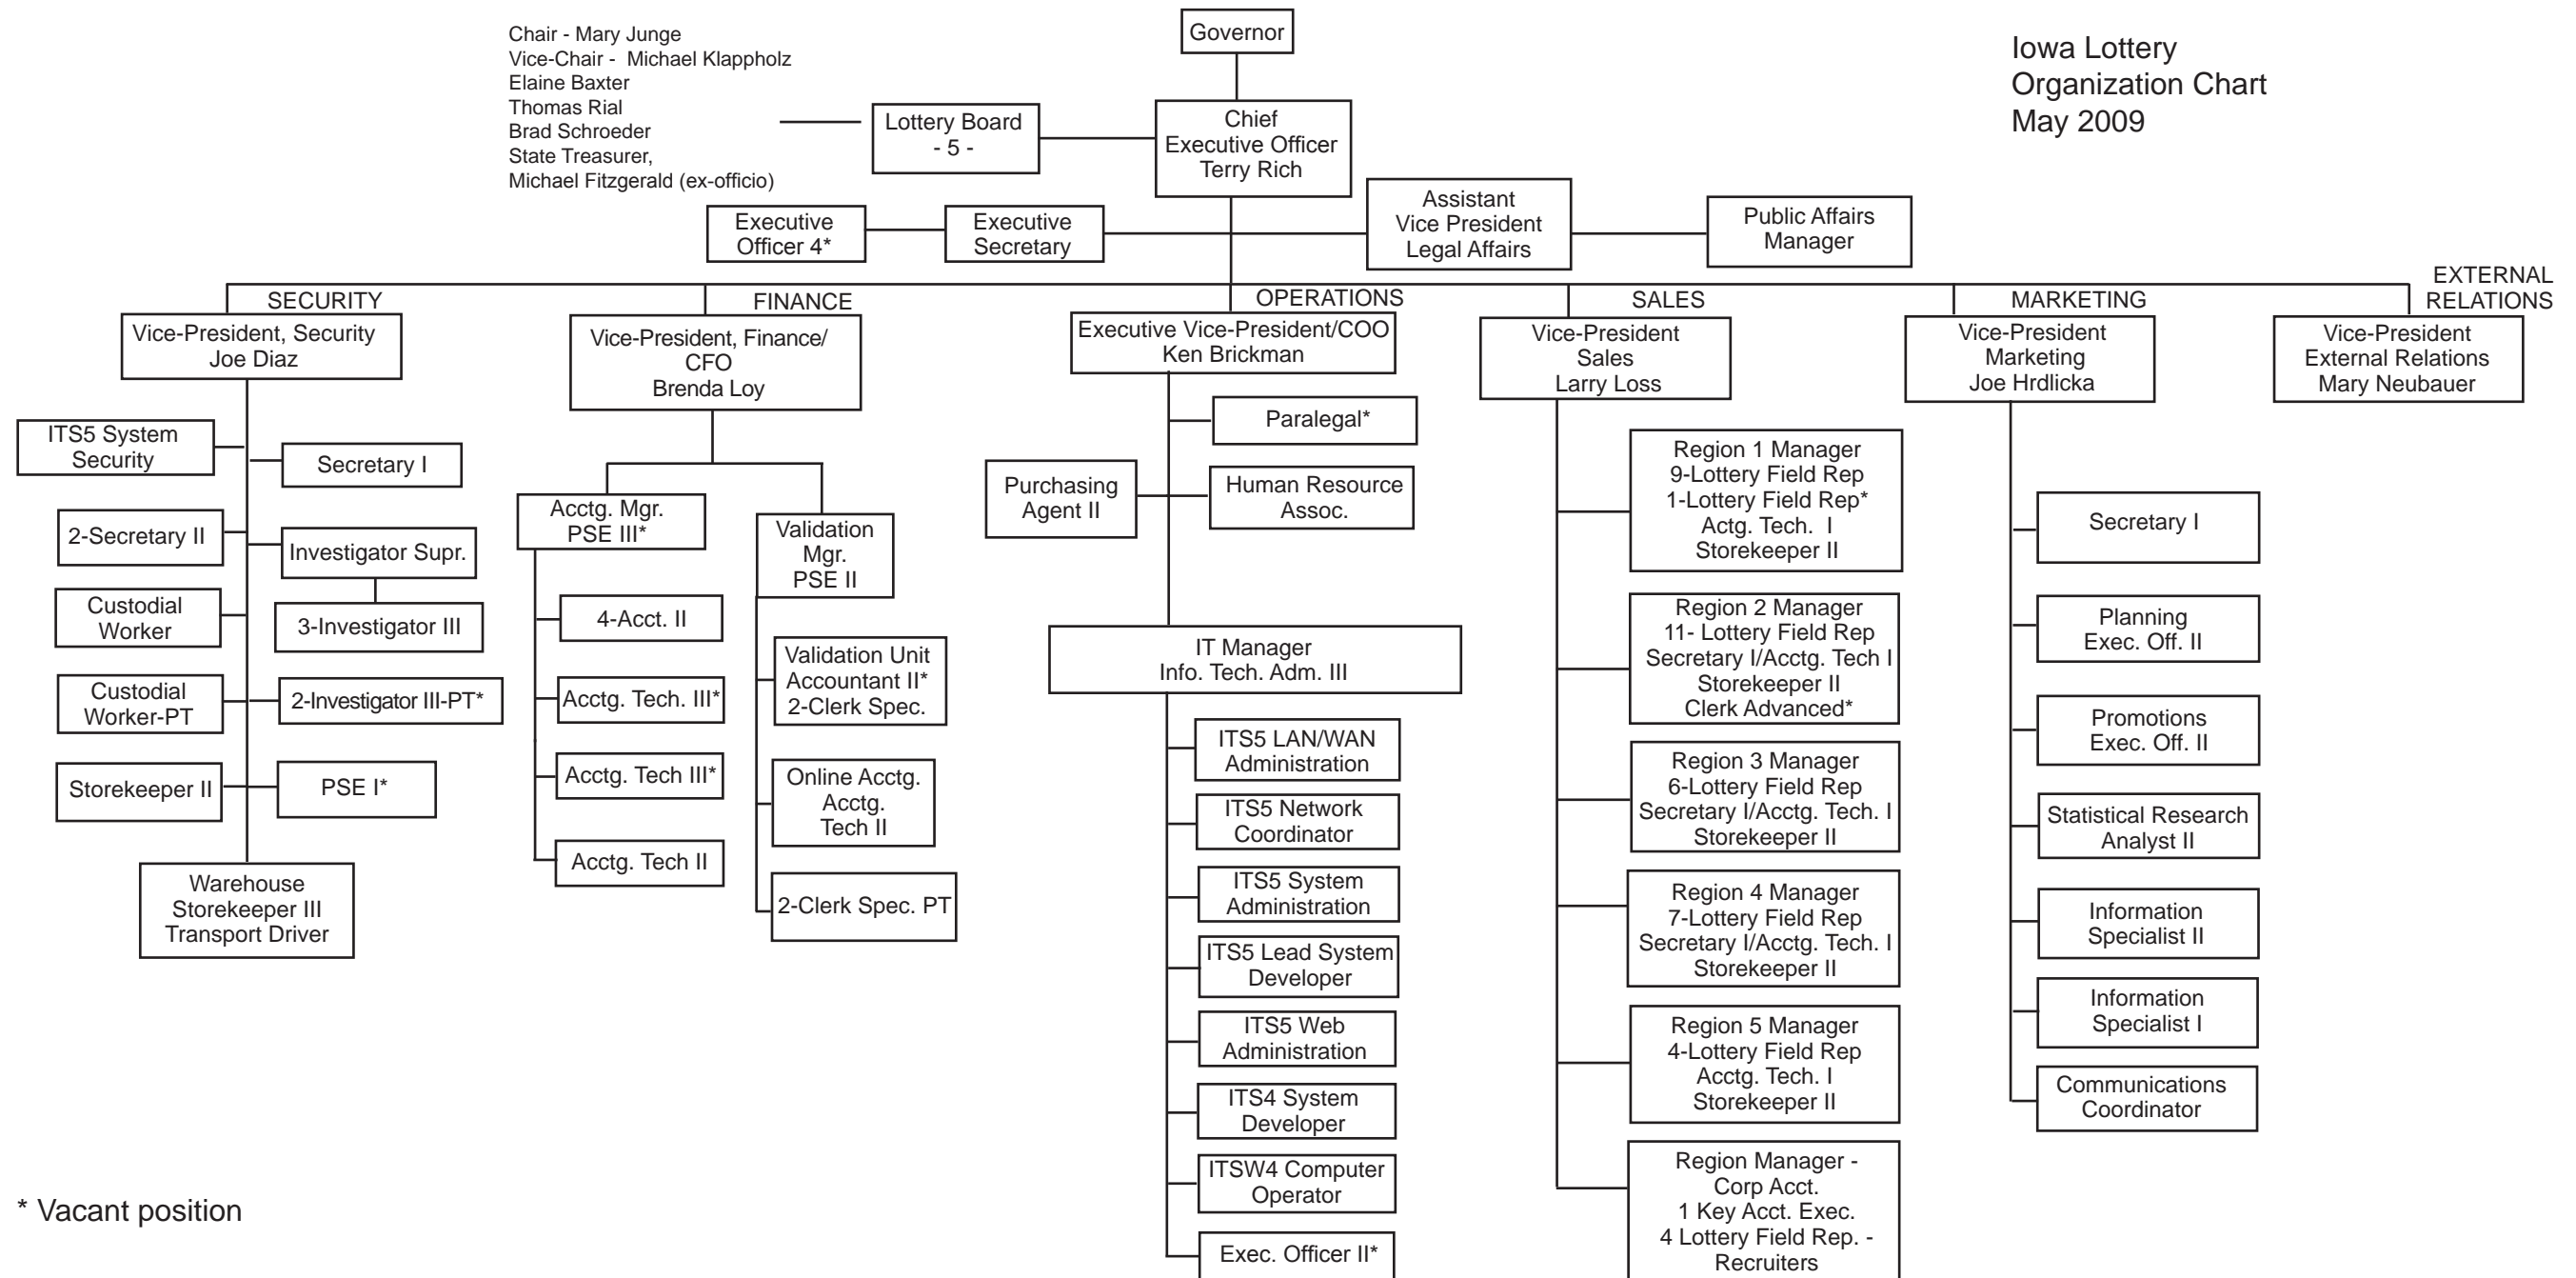 Iowa Lottery
Organization Chart
May 2009
Governor
Chair - Mary Junge
Vice-Chair - Michael Klappholz
Elaine Baxter
Thomas Rial
Brad Schroeder
State Treasurer,
Michael Fitzgerald (ex-officio)
Lottery Board
- 5 -
Chief
Executive Officer
Terry Rich
Executive
Officer 4*
Executive
Secretary
Assistant
Vice President
Legal Affairs
Public Affairs
Manager
SECURITY
Vice-President, Security
Joe Diaz
ITS5 System
Security
Secretary I
2-Secretary II
Investigator Supr.
Custodial
Worker
3-Investigator III
Custodial
Worker-PT
2-Investigator III-PT*
Storekeeper II
PSE I*
Warehouse
Storekeeper III
Transport Driver
FINANCE
Vice-President, Finance/
CFO
Brenda Loy
Acctg. Mgr.
PSE III*
4-Acct. II
Acctg. Tech. III*
Acctg. Tech III*
Acctg. Tech II
Validation
Mgr.
PSE II
Validation Unit
Accountant II*
2-Clerk Spec.
Online Acctg.
Acctg.
Tech II
2-Clerk Spec. PT
OPERATIONS
Executive Vice-President/COO
Ken Brickman
Paralegal*
Purchasing
Agent II
Human Resource
Assoc.
IT Manager
Info. Tech. Adm. III
ITS5 LAN/WAN
Administration
ITS5 Network
Coordinator
ITS5 System
Administration
ITS5 Lead System
Developer
ITS5 Web
Administration
ITS4 System
Developer
ITSW4 Computer
Operator
Exec. Officer II*
SALES
Vice-President
Sales
Larry Loss
Region 1 Manager
9-Lottery Field Rep
1-Lottery Field Rep*
Actg. Tech. I
Storekeeper II
Region 2 Manager
11- Lottery Field Rep
Secretary I/Acctg. Tech I
Storekeeper II
Clerk Advanced*
Region 3 Manager
6-Lottery Field Rep
Secretary I/Acctg. Tech. I
Storekeeper II
Region 4 Manager
7-Lottery Field Rep
Secretary I/Acctg. Tech. I
Storekeeper II
Region 5 Manager
4-Lottery Field Rep
Acctg. Tech. I
Storekeeper II
Region Manager -
Corp Acct.
1 Key Acct. Exec.
4 Lottery Field Rep. -
Recruiters
MARKETING
Vice-President
Marketing
Joe Hrdlicka
Secretary I
Planning
Exec. Off. II
Promotions
Exec. Off. II
Statistical Research
Analyst II
Information
Specialist II
Information
Specialist I
Communications
Coordinator
EXTERNAL
RELATIONS
Vice-President
External Relations
Mary Neubauer
* Vacant position